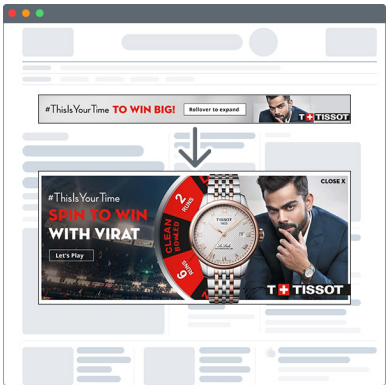 #ThisIsYourTime TO WIN BIG!
Rollover to expand
T+TISSOT
CLOSE X
#ThisIsYourTime
SPIN TO WIN
WITH VIRAT
Let's Play
2
RUNS
CLEAN
BOWLED
6
RUNS
TISSOT
1853
T+TISSOT